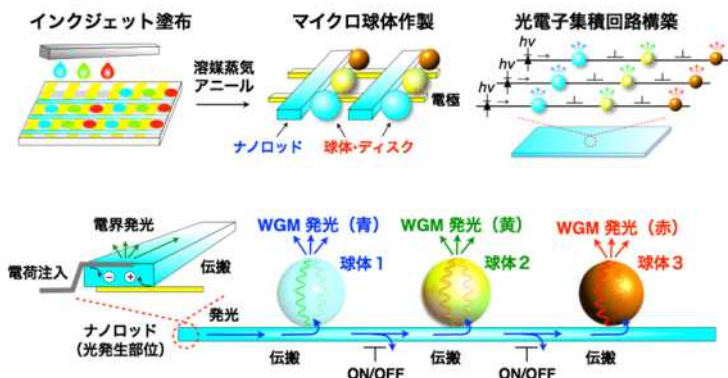 インクジェット塗布
マイクロ球体作製
光電子集積回路構築
溶媒蒸気
アニール
電極
ナノロッド
球体・ディスク
hν
hν
hν
電界発光
電荷注入
伝搬
発光
ナノロッド
(光発生部位)
WGM 発光(青)
球体 1
WGM 発光(黄)
球体 2
WGM 発光(赤)
球体 3
伝搬
ON/OFF
伝搬
ON/OFF
伝搬